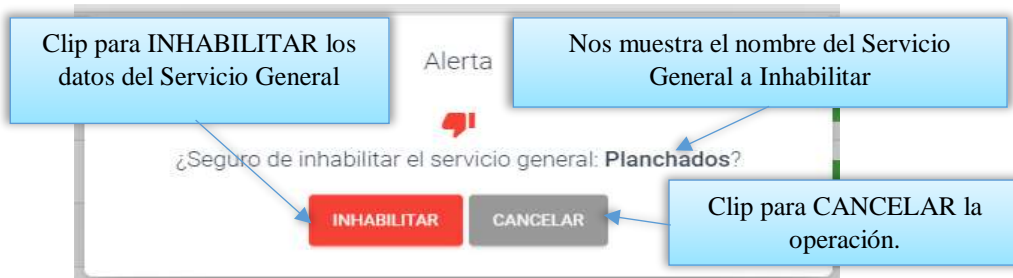 Clip para INHABILITAR los
datos del Servicio General
Alerta
Nos muestra el nombre del Servicio
General a Inhabilitar
¿Seguro de inhabilitar el servicio general: Planchados?
INHABILITAR
CANCELAR
Clip para CANCELAR la
operación.